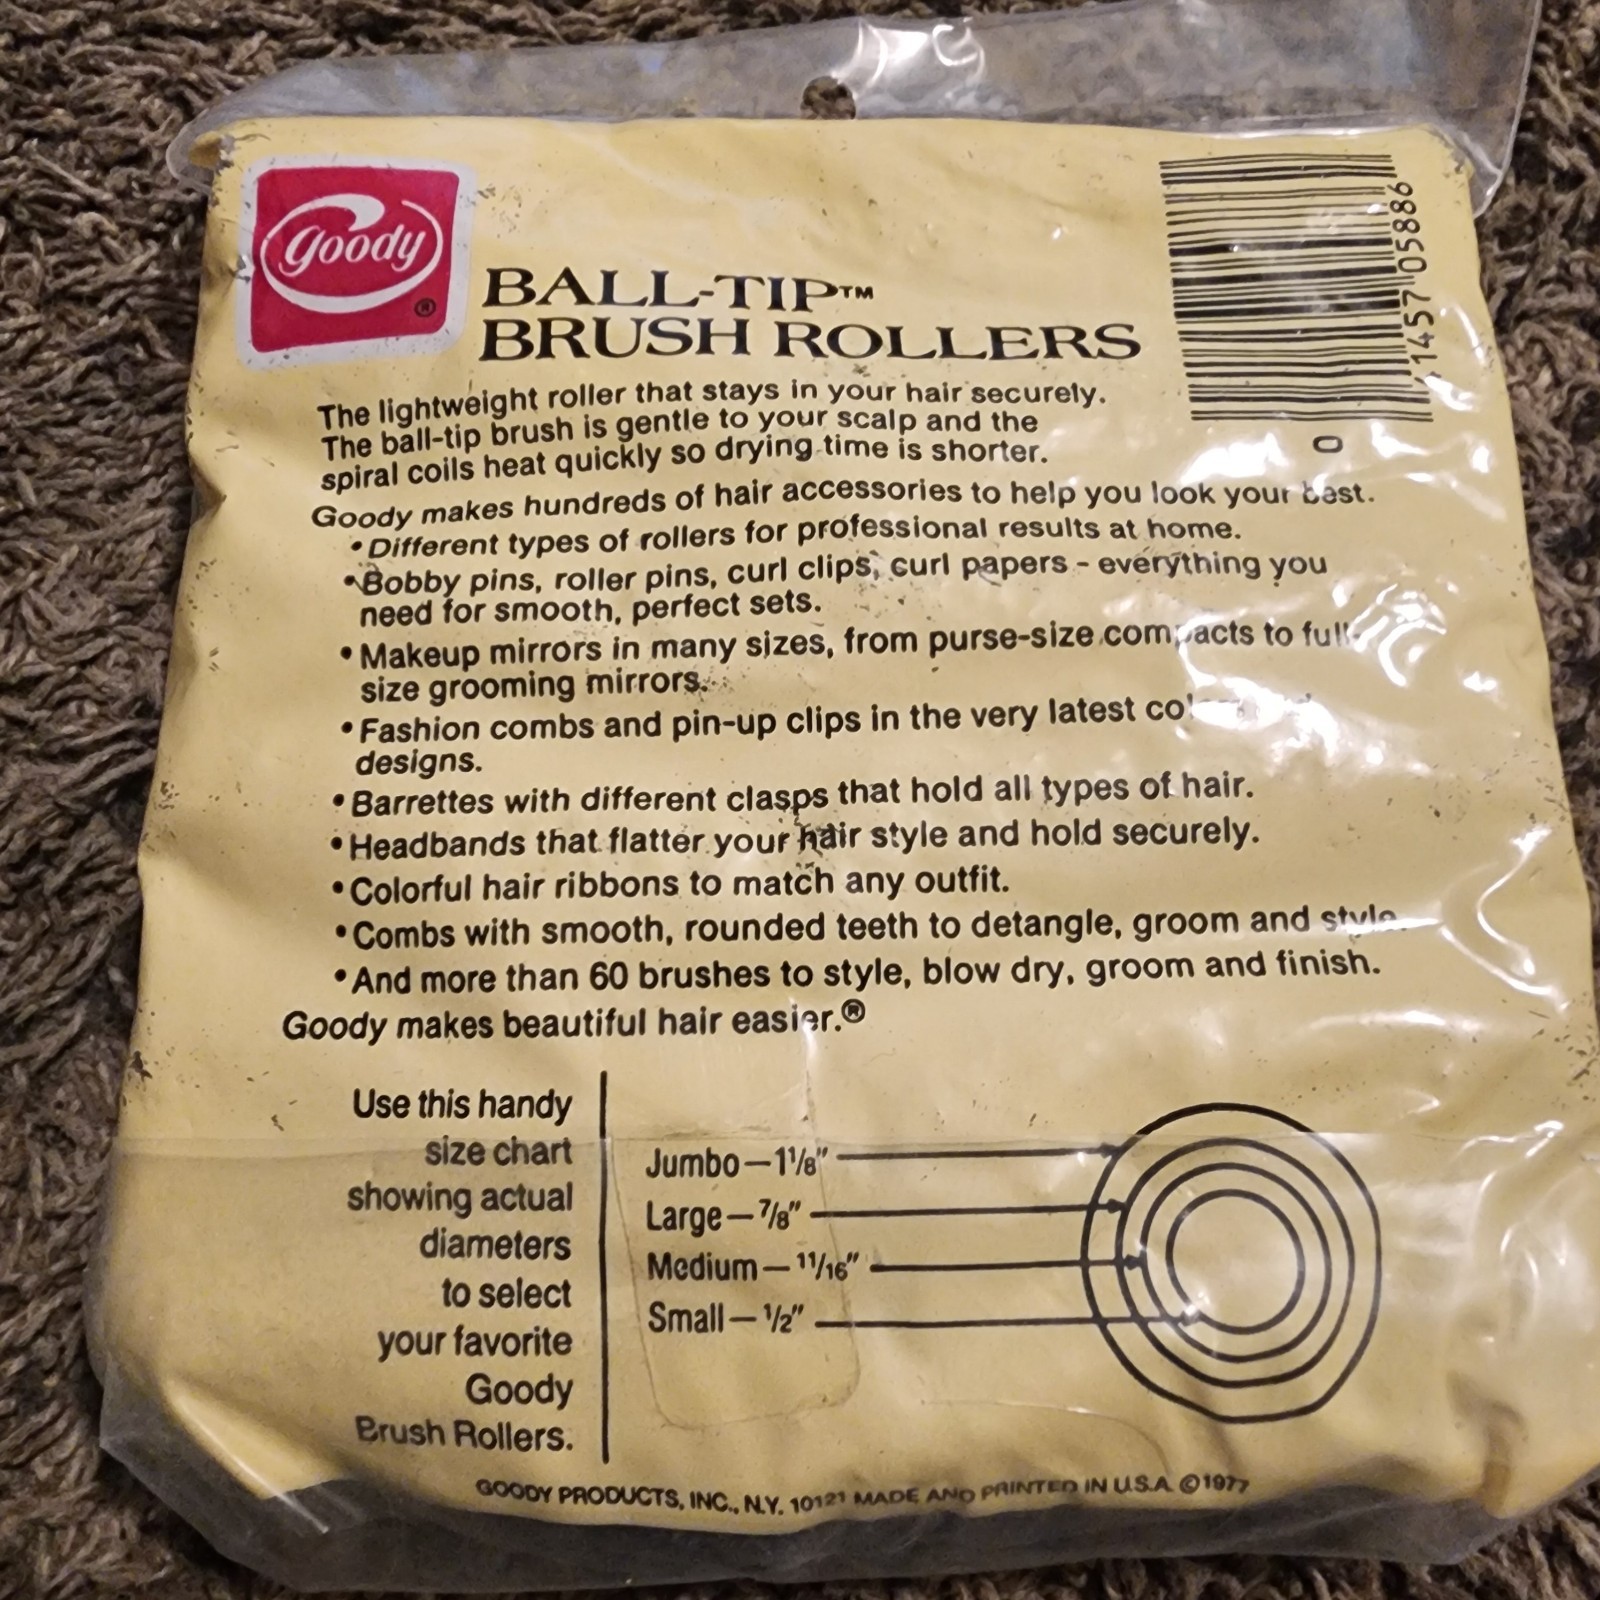 Goody
®
BALL-TIP™
BRUSH ROLLERS
1457 05886
0
The lightweight roller that stays in your hair securely.
The ball-tip brush is gentle to your scalp and the
spiral coils heat quickly so drying time is shorter.
Goody makes hundreds of hair accessories to help you look your best.
• Different types of rollers for professional results at home.
• Bobby pins, roller pins, curl clips, curl papers - everything you
need for smooth, perfect sets.
• Makeup mirrors in many sizes, from purse-size compacts to full-
size grooming mirrors.
• Fashion combs and pin-up clips in the very latest
designs.
• Barrettes with different clasps that hold all types of hair.
• Headbands that flatter your hair style and hold securely.
• Colorful hair ribbons to match any outfit.
• Combs with smooth, rounded teeth to detangle, groom and style.
• And more than 60 brushes to style, blow dry, groom and finish.
Goody makes beautiful hair easier.®
Use this handy
size chart
showing actual
diameters
to select
your favorite
Goody
Brush Rollers.
Jumbo—1 1/8"
Large—7/8"
Medium—11/16"
Small—1/2"
GOODY PRODUCTS, INC., N.Y. 10121 MADE AND PRINTED IN U.S.A. ©1977